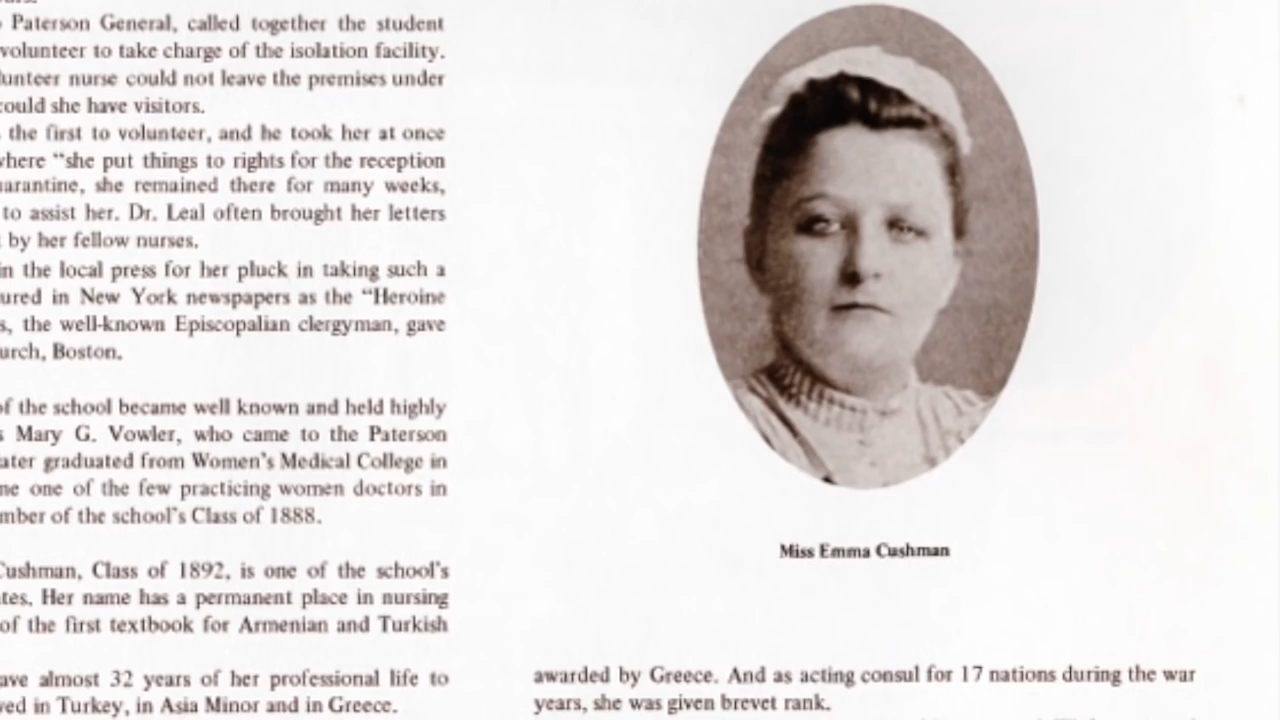 Paterson General, called together the student
volunteer to take charge of the isolation facility.
unteer nurse could not leave the premises under
could she have visitors.
the first to volunteer, and he took her at once
where “she put things to rights for the reception
uarantine, she remained there for many weeks,
to assist her. Dr. Leal often brought her letters
by her fellow nurses.
in the local press for her pluck in taking such a
ured in New York newspapers as the “Heroine
s, the well-known Episcopalian clergyman, gave
urch, Boston.
of the school became well known and held highly
s Mary G. Vowler, who came to the Paterson
ater graduated from Women's Medical College in
me one of the few practicing women doctors in
mber of the school's Class of 1888.
Cushman, Class of 1892, is one of the school's
tes. Her name has a permanent place in nursing
of the first textbook for Armenian and Turkish
ave almost 32 years of her professional life to
ved in Turkey, in Asia Minor and in Greece.
Miss Emma Cushman
awarded by Greece. And as acting consul for 17 nations during the war
years, she was given brevet rank.